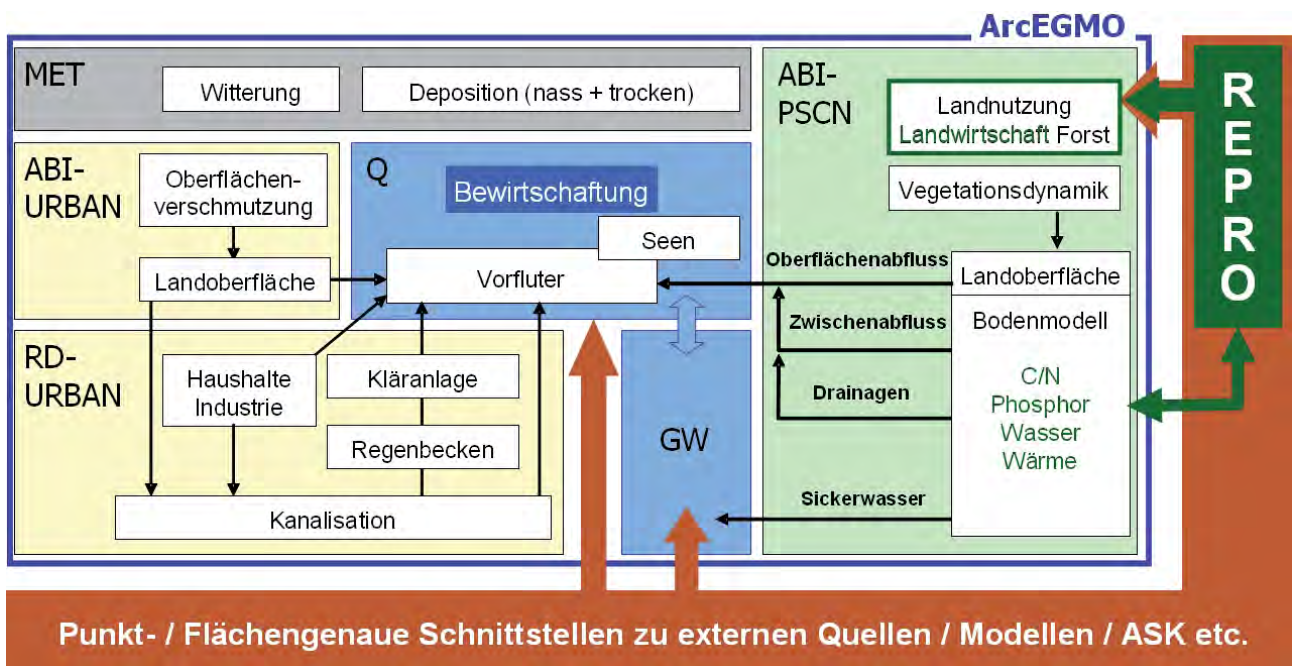 ArcEGMO
MET
Witterung
Deposition (nass + trocken)
ABI-
URBAN
Oberflächen-
verschmutzung
Landoberfläche
Q
Bewirtschaftung
Seen
Vorfluter
RD-
URBAN
Haushalte
Industrie
Kläranlage
Regenbecken
Kanalisation
GW
ABI-
PSCN
Landnutzung
Landwirtschaft Forst
Vegetationsdynamik
Oberflächenabfluss
Landoberfläche
Zwischenabfluss
Bodenmodell
Drainagen
C/N
Phosphor
Wasser
Wärme
Sickerwasser
REPRO
Punkt- / Flächengenaue Schnittstellen zu externen Quellen / Modellen / ASK etc.